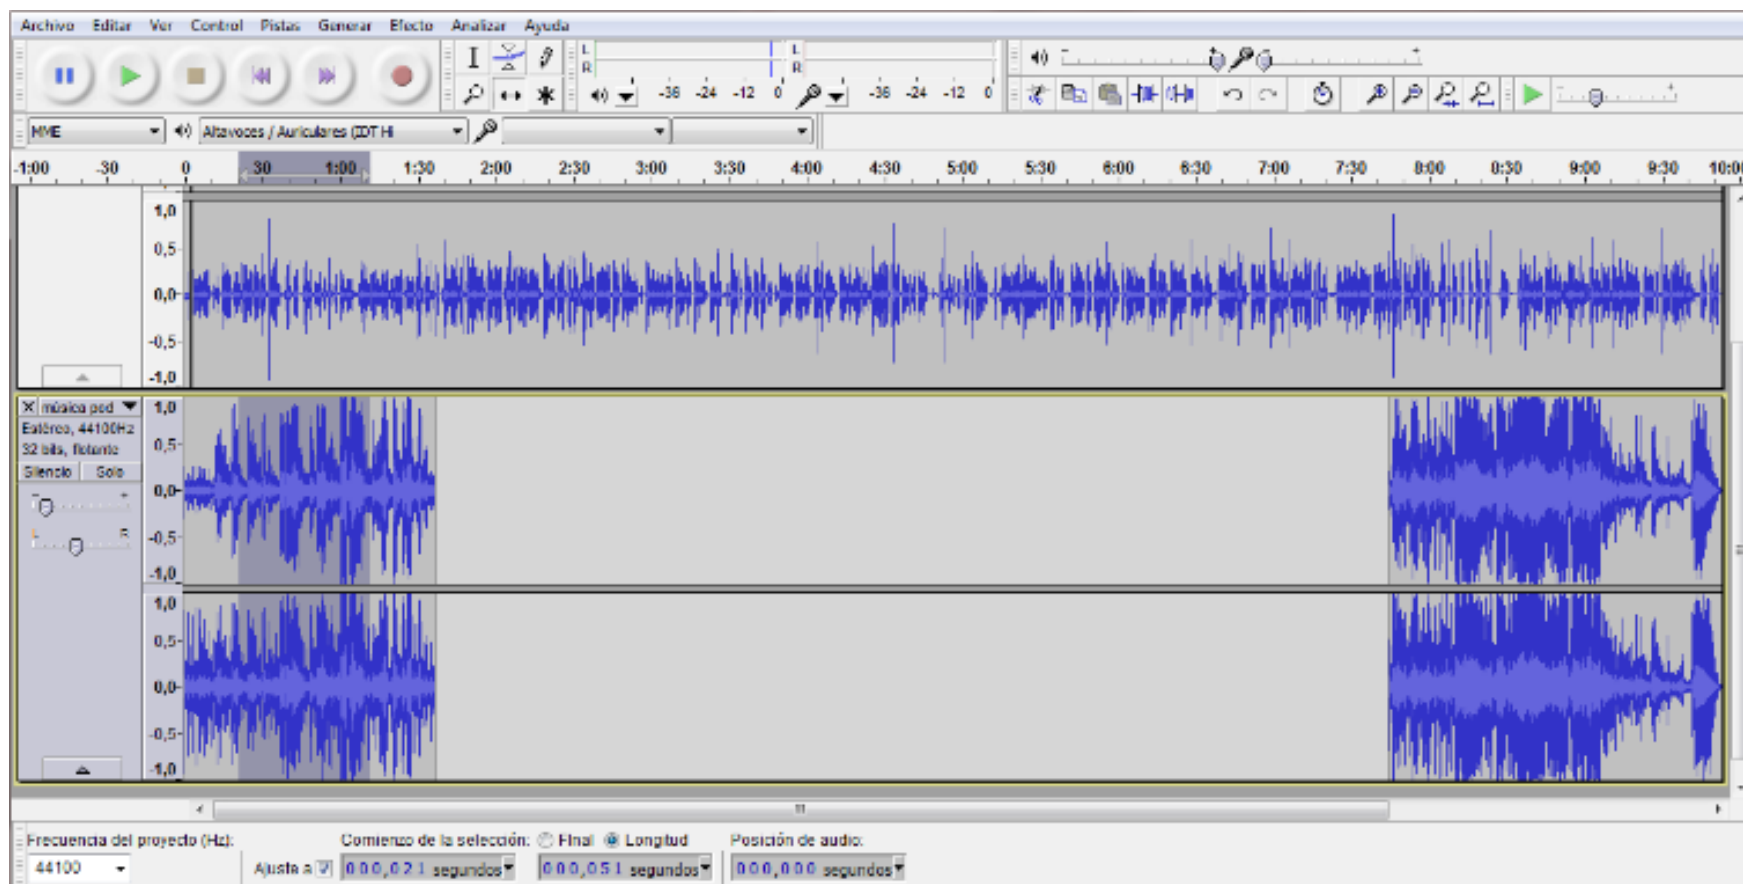 Archivo Editar Ver Control Pistas Generar Efecto Analizar Ayuda
L R L R
-36 -24 -12 0 -36 -24 -12 0
MME Altavoces / Auriculares (IDT Hi
-1:00 -30 0 30 1:00 1:30 2:00 2:30 3:00 3:30 4:00 4:30 5:00 5:30 6:00 6:30 7:00 7:30 8:00 8:30 9:00 9:30 10:00
1,0
0,5
0,0
-0,5
-1,0
X música pod 1,0
Estéreo, 44100Hz
32 bits, flotante 0,5
Silencio Solo
- + 0,0
L R -0,5
-1,0
1,0
0,5
0,0
-0,5
-1,0
Frecuencia del proyecto (Hz): Comienzo de la selección: Final Longitud Posición de audio:
44100 Ajuste a 000,021 segundos 000,051 segundos 000,000 segundos